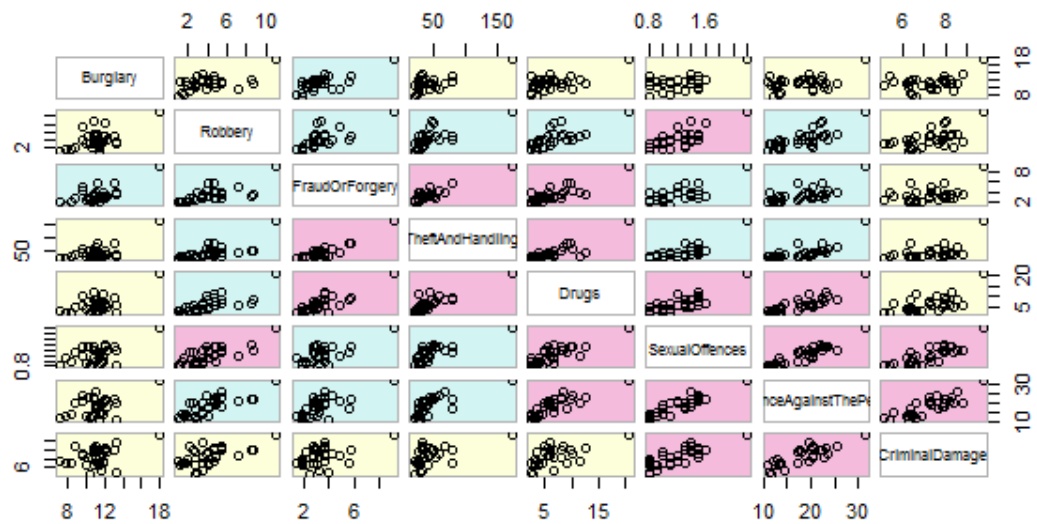 2 6 10 50 150 0.8 1.6 6 8
Burglary 8 18
2 Robbery
FraudOrForgery 2 8
50 TheftAndHandling
Drugs 5 20
0.8 SexualOffences
nceAgainstThePe 10 30
6 CriminalDamage
8 12 18 2 6 5 15 10 20 30